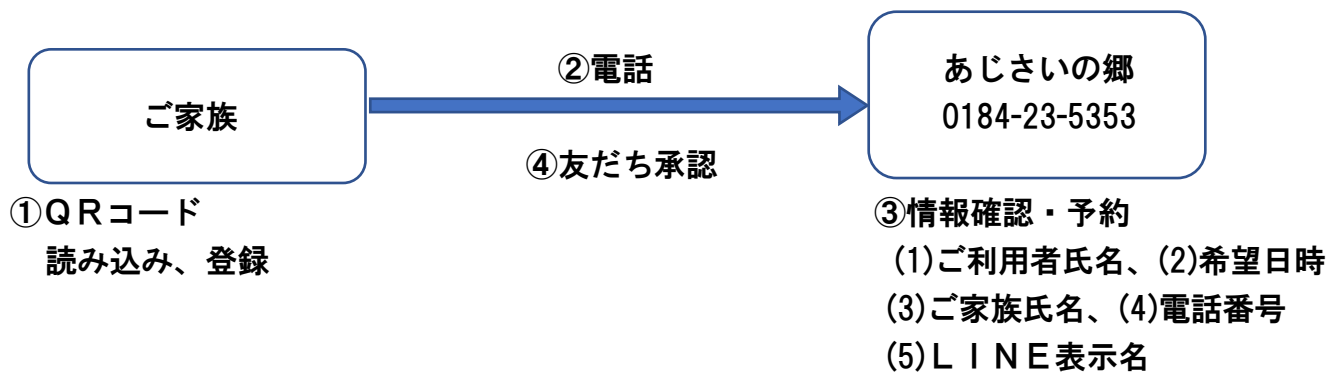 ご家族
②電話
④友だち承認
あじさいの郷
0184-23-5353
①ＱＲコード
読み込み、登録
③情報確認・予約
(1)ご利用者氏名、(2)希望日時
(3)ご家族氏名、(4)電話番号
(5)ＬＩＮＥ表示名